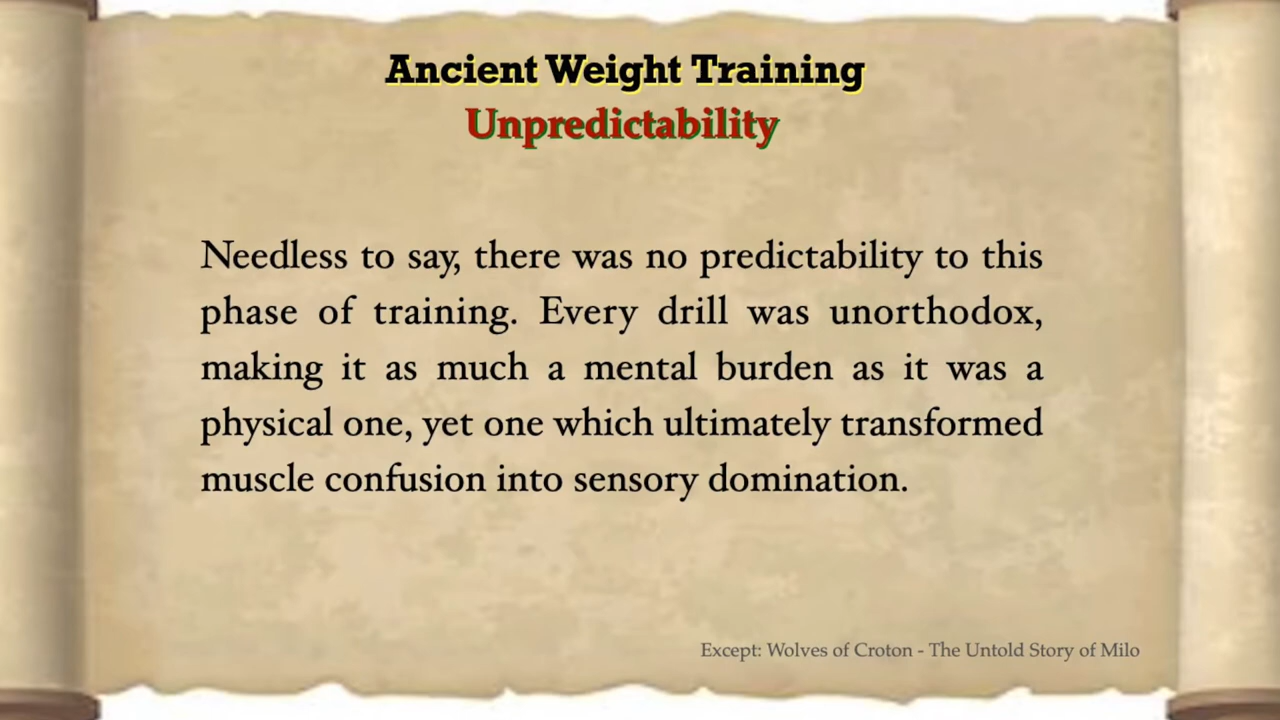 Ancient Weight Training
Unpredictability
Needless to say, there was no predictability to this
phase of training. Every drill was unorthodox,
making it as much a mental burden as it was a
physical one, yet one which ultimately transformed
muscle confusion into sensory domination.
Except: Wolves of Croton - The Untold Story of Milo